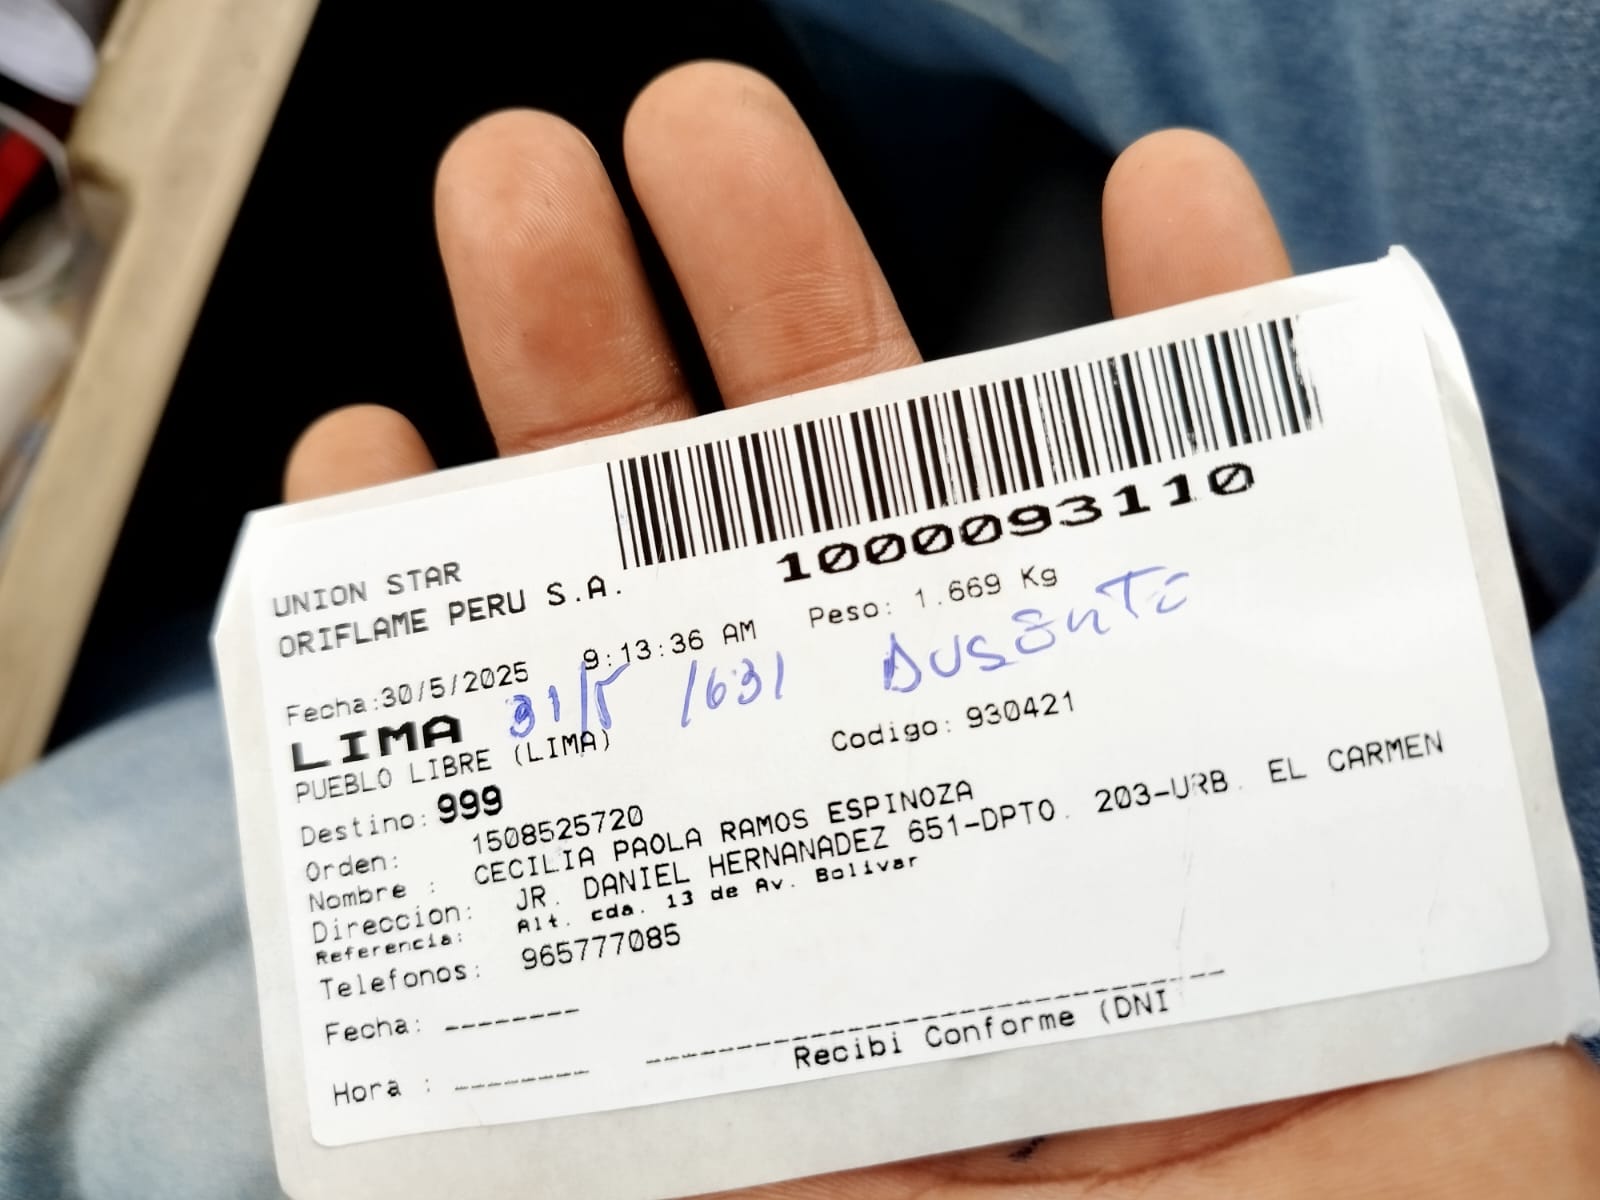 1000093110
UNION STAR
ORIFLAME PERU S.A.
Fecha:30/5/2025 9:13:36 AM Peso: 1.669 Kg
31/5 1631 AUSENTE
LIMA
PUEBLO LIBRE (LIMA) Codigo: 930421
Destino: 999
Orden: 1508525720
Nombre : CECILIA PAOLA RAMOS ESPINOZA
Direccion: JR. DANIEL HERNANADEZ 651-DPTO. 203-URB. EL CARMEN
Referencia: Alt. cda. 13 de Av. Bolivar
Telefonos: 965777085
Fecha: --------
Hora : --------
Recibi Conforme (DNI